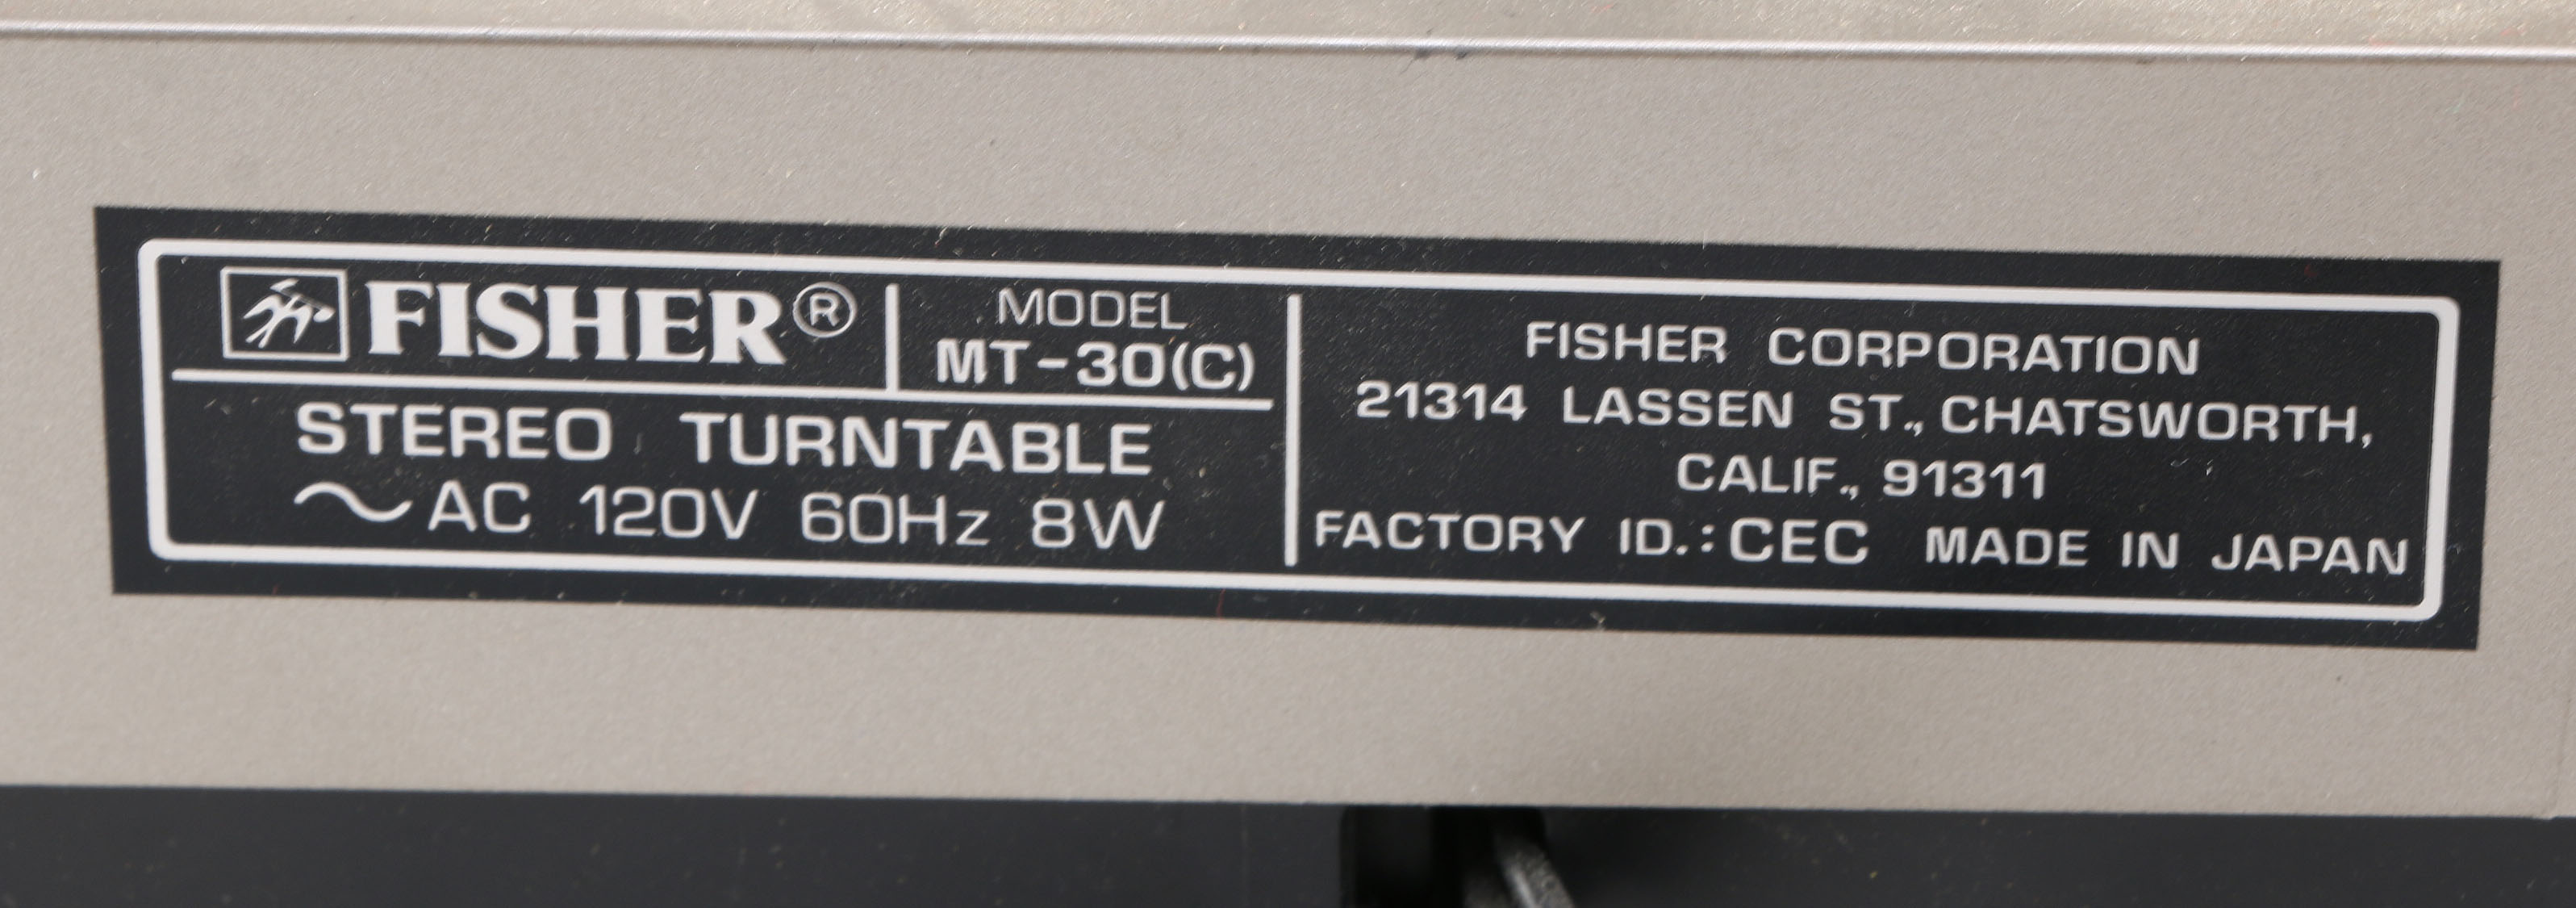 FISHER®
MODEL
MT-30(C)
STEREO TURNTABLE
~AC 120V 60Hz 8W
FISHER CORPORATION
21314 LASSEN ST., CHATSWORTH,
CALIF., 91311
FACTORY ID.:CEC MADE IN JAPAN